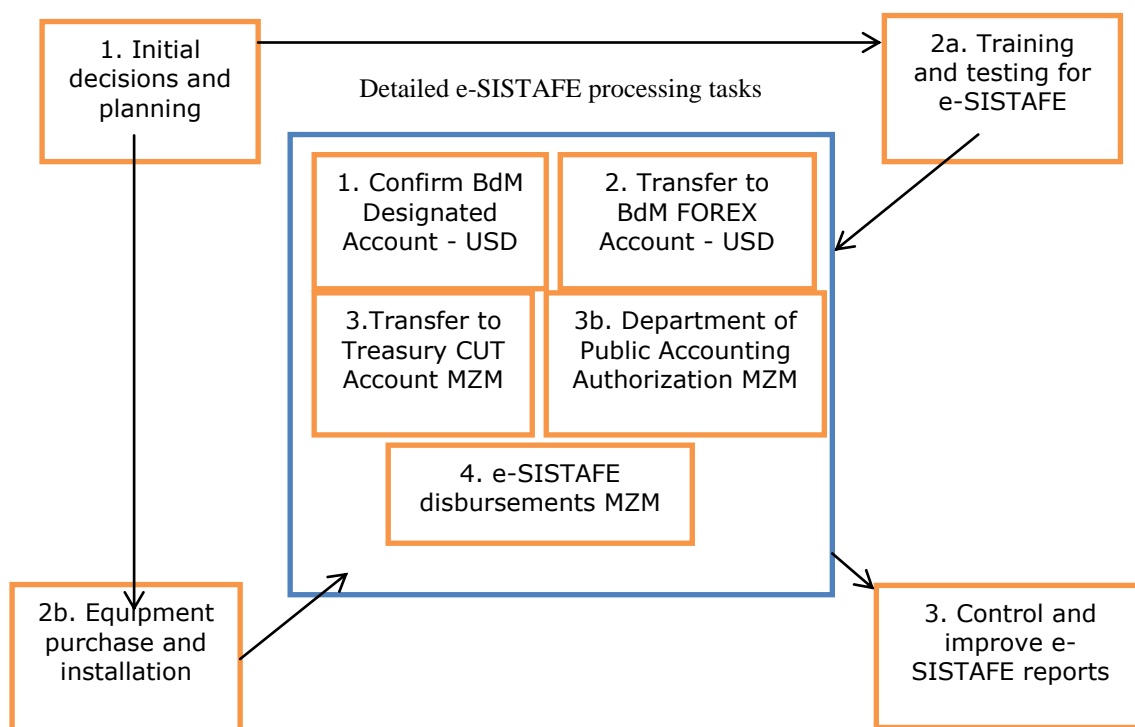 1. Initial
decisions and
planning
2a. Training
and testing for
e-SISTAFE
Detailed e-SISTAFE processing tasks
1. Confirm BdM
Designated
Account - USD
2. Transfer to
BdM FOREX
Account - USD
3.Transfer to
Treasury CUT
Account MZM
3b. Department of
Public Accounting
Authorization MZM
4. e-SISTAFE
disbursements MZM
2b. Equipment
purchase and
installation
3. Control and
improve e-
SISTAFE reports